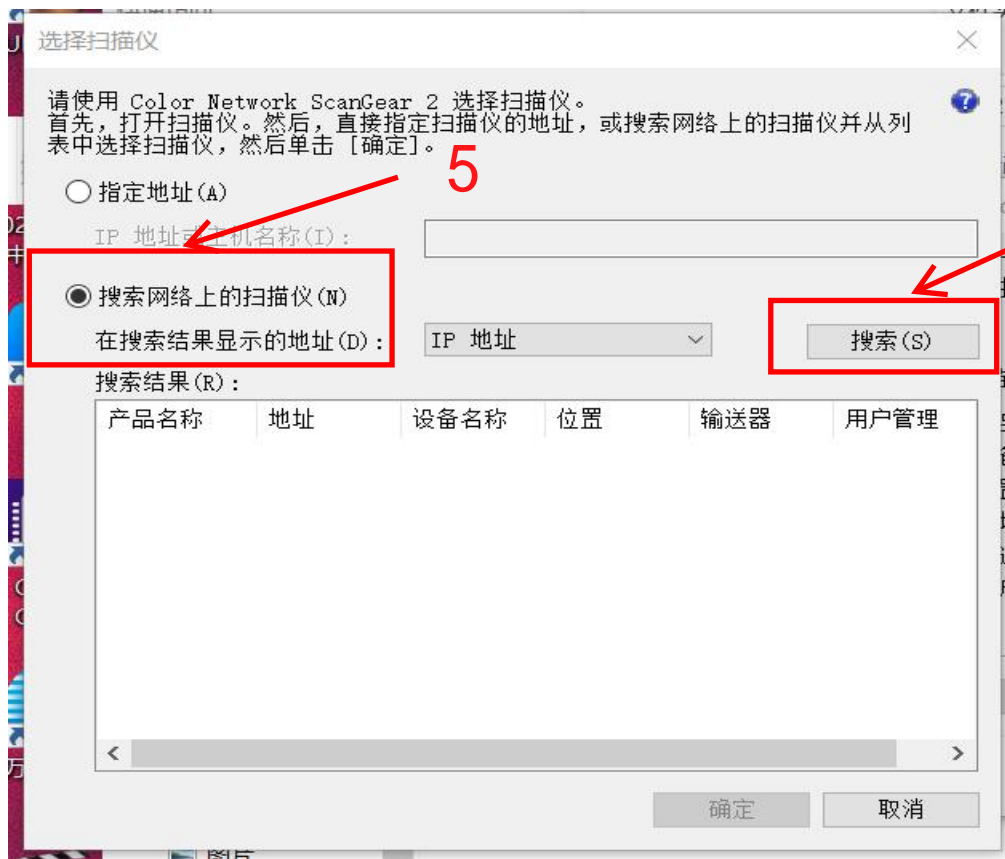 选择扫描仪
请使用 Color Network ScanGear 2 选择扫描仪。
首先，打开扫描仪。然后，直接指定扫描仪的地址，或搜索网络上的扫描仪并从列
表中选择扫描仪，然后单击 [确定]。
5
指定地址(A)
IP 地址或主机名称(I):
搜索网络上的扫描仪(N)
在搜索结果显示的地址(D): IP 地址 搜索(S)
搜索结果(R):
产品名称 地址 设备名称 位置 输送器 用户管理
确定 取消
图片